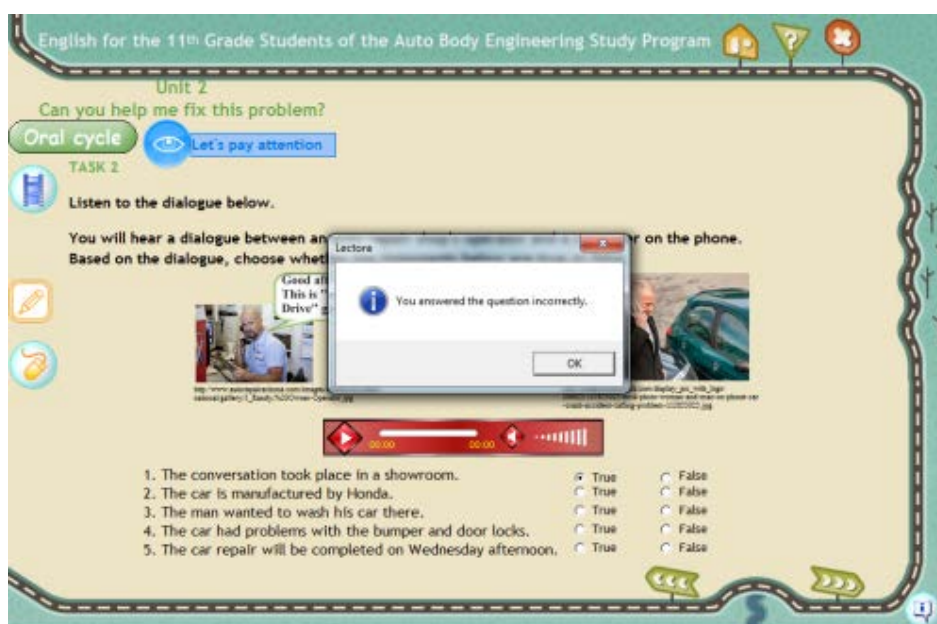 English for the 11th Grade Students of the Auto Body Engineering Study Program
Unit 2
Can you help me fix this problem?
Oral cycle
Let's pay attention
TASK 2
Listen to the dialogue below.
You will hear a dialogue between an
r on the phone.
Based on the dialogue, choose whet
Lectora
You answered the question incorrectly.
OK
Good
This is "
Drive"
00:00 00:00
1. The conversation took place in a showroom. True False
2. The car is manufactured by Honda. True False
3. The man wanted to wash his car there. True False
4. The car had problems with the bumper and door locks. True False
5. The car repair will be completed on Wednesday afternoon. True False